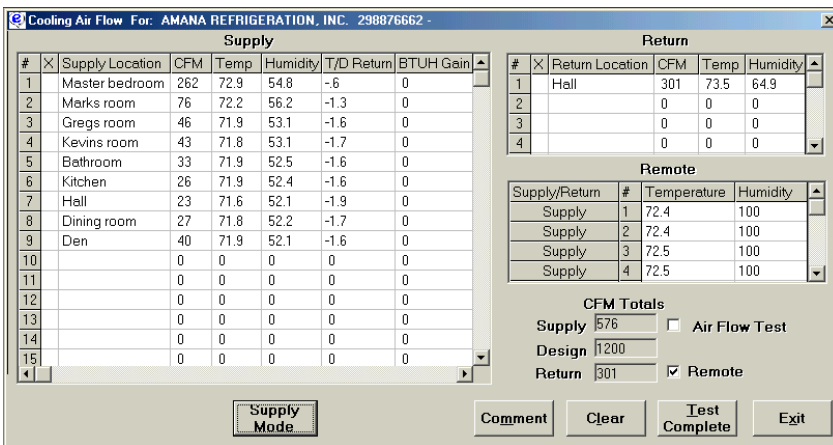 Cooling Air Flow For: AMANA REFRIGERATION, INC. 298876662 -
Supply
# X Supply Location CFM Temp Humidity T/D Return BTUH Gain
1 Master bedroom 262 72.9 54.8 -.6 0
2 Marks room 76 72.2 56.2 -1.3 0
3 Gregs room 46 71.9 53.1 -1.6 0
4 Kevins room 43 71.8 53.1 -1.7 0
5 Bathroom 33 71.9 52.5 -1.6 0
6 Kitchen 26 71.9 52.4 -1.6 0
7 Hall 23 71.6 52.1 -1.9 0
8 Dining room 27 71.8 52.2 -1.7 0
9 Den 40 71.9 52.1 -1.6 0
10 0 0 0 0 0
11 0 0 0 0 0
12 0 0 0 0 0
13 0 0 0 0 0
14 0 0 0 0 0
15 0 0 0 0 0
Return
# X Return Location CFM Temp Humidity
1 Hall 301 73.5 64.9
2 0 0 0
3 0 0 0
4 0 0 0
Remote
Supply/Return # Temperature Humidity
Supply 1 72.4 100
Supply 2 72.4 100
Supply 3 72.5 100
Supply 4 72.5 100
CFM Totals
Supply 576 Air Flow Test
Design 1200
Return 301 Remote
Supply
Mode
Comment
Clear
Test
Complete
Exit